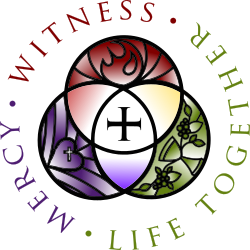 WITNESS • LIFE TOGETHER • MERCY •